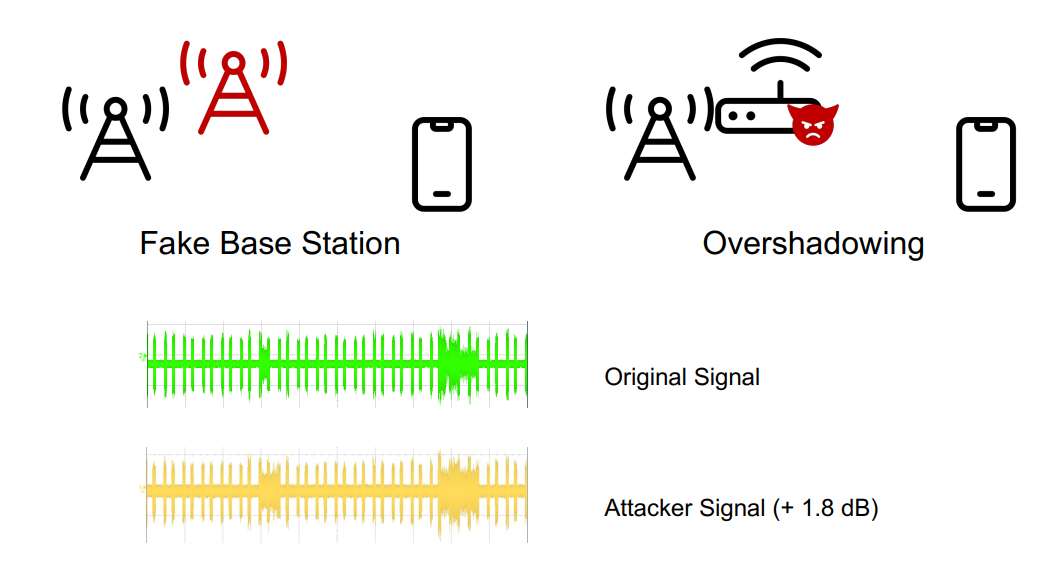 Fake Base Station
Overshadowing
Original Signal
Attacker Signal (+ 1.8 dB)